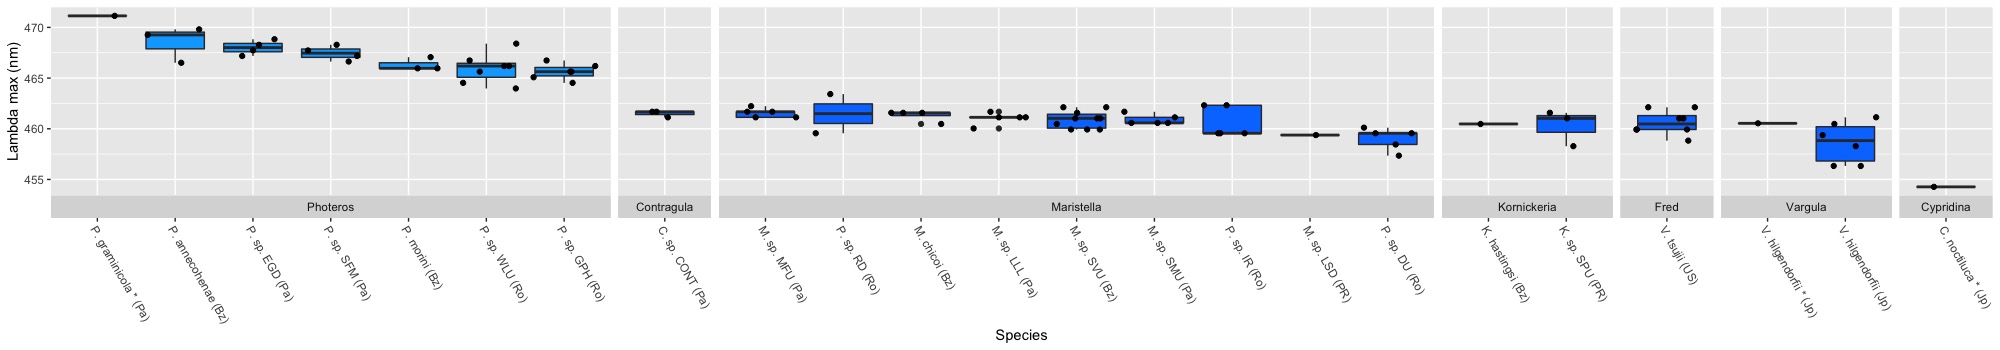 Lambda max (nm)
470
465
460
455
Photeros
Contragula
Maristella
Kornickeria
Fred
Vargula
Cypridina
P. graminicola * (Pa)
P. annecohenae (Bz)
P. sp. EGD (Pa)
P. sp. SFM (Pa)
P. morini (Bz)
P. sp. WLU (Ro)
P. sp. GPH (Ro)
C. sp. CONT (Pa)
M. sp. MFU (Pa)
P. sp. RD (Ro)
M. chicoi (Bz)
M. sp. LLL (Pa)
M. sp. SVU (Bz)
M. sp. SMU (Pa)
P. sp. IR (Ro)
M. sp. LSD (PR)
P. sp. DU (Ro)
K. hastingsi (Bz)
K. sp. SPU (PR)
V. tsujii (US)
V. hilgendorfii * (Jp)
V. hilgendorfii (Jp)
C. noctiluca * (Jp)
Species